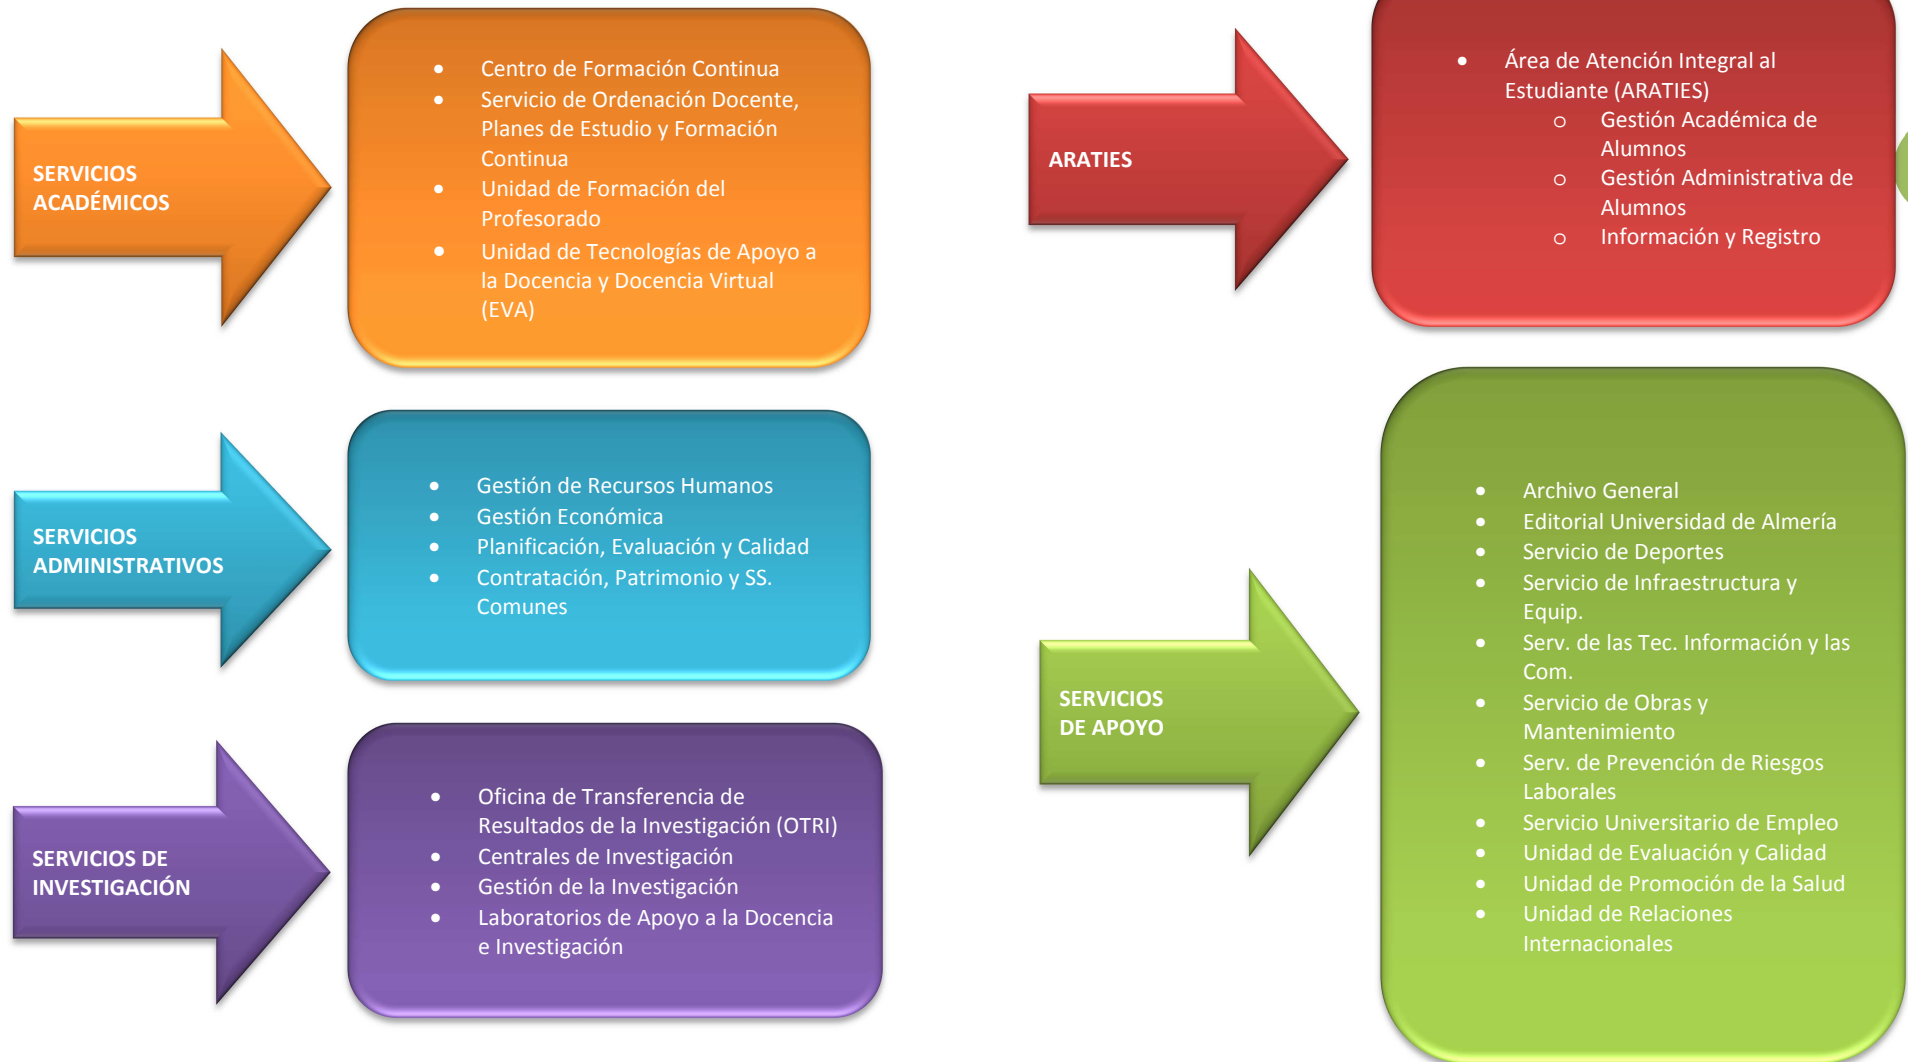 SERVICIOS
ACADÉMICOS
• Centro de Formación Continua
• Servicio de Ordenación Docente,
Planes de Estudio y Formación
Continua
• Unidad de Formación del
Profesorado
• Unidad de Tecnologías de Apoyo a
la Docencia y Docencia Virtual
(EVA)
SERVICIOS
ADMINISTRATIVOS
• Gestión de Recursos Humanos
• Gestión Económica
• Planificación, Evaluación y Calidad
• Contratación, Patrimonio y SS.
Comunes
SERVICIOS DE
INVESTIGACIÓN
• Oficina de Transferencia de
Resultados de la Investigación (OTRI)
• Centrales de Investigación
• Gestión de la Investigación
• Laboratorios de Apoyo a la Docencia
e Investigación
ARATIES
• Área de Atención Integral al
Estudiante (ARATIES)
o Gestión Académica de
Alumnos
o Gestión Administrativa de
Alumnos
o Información y Registro
SERVICIOS
DE APOYO
• Archivo General
• Editorial Universidad de Almería
• Servicio de Deportes
• Servicio de Infraestructura y
Equip.
• Serv. de las Tec. Información y las
Com.
• Servicio de Obras y
Mantenimiento
• Serv. de Prevención de Riesgos
Laborales
• Servicio Universitario de Empleo
• Unidad de Evaluación y Calidad
• Unidad de Promoción de la Salud
• Unidad de Relaciones
Internacionales